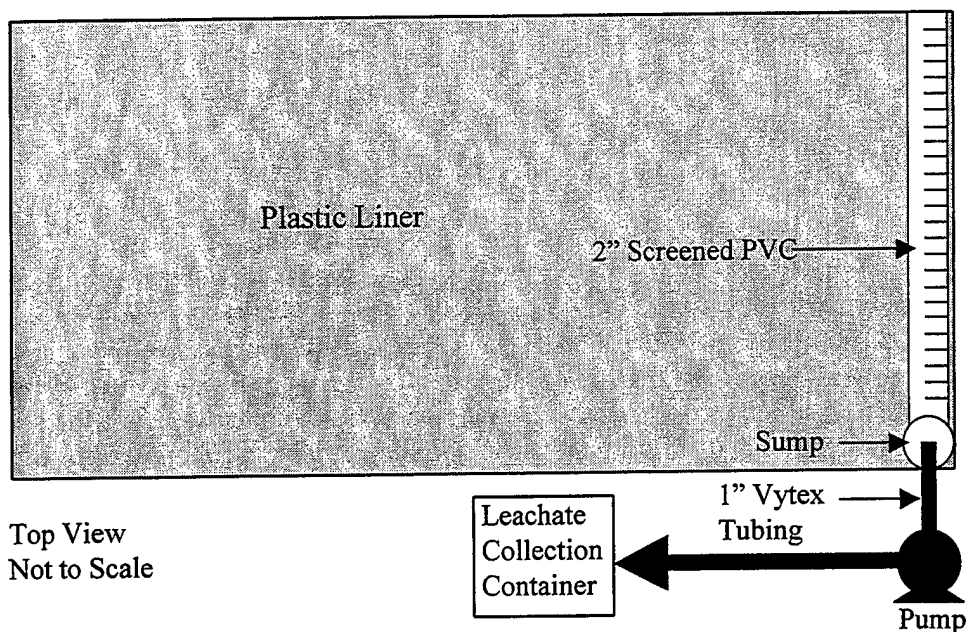 Plastic Liner
2” Screened PVC
Sump
1” Vytex
Tubing
Leachate
Collection
Container
Top View
Not to Scale
Pump